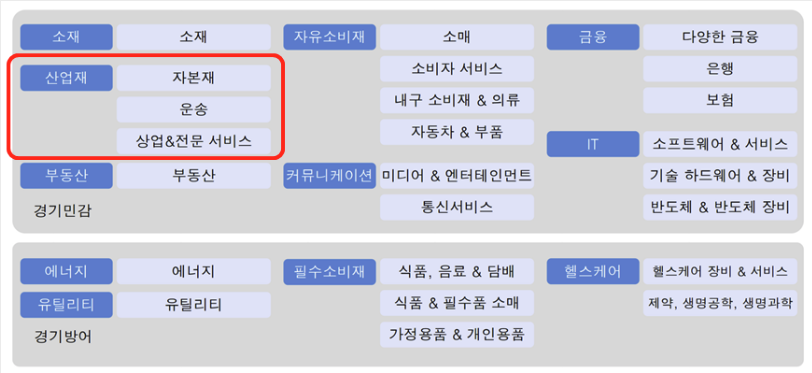 소재 소재
산업재 자본재
운송
상업&전문 서비스
부동산 부동산
경기민감
자유소비재 소매
소비자 서비스
내구 소비재 & 의류
자동차 & 부품
커뮤니케이션 미디어 & 엔터테인먼트
통신서비스
금융 다양한 금융
은행
보험
IT 소프트웨어 & 서비스
기술 하드웨어 & 장비
반도체 & 반도체 장비
에너지 에너지
유틸리티 유틸리티
경기방어
필수소비재 식품, 음료 & 담배
식품 & 필수품 소매
가정용품 & 개인용품
헬스케어 헬스케어 장비 & 서비스
제약, 생명공학, 생명과학